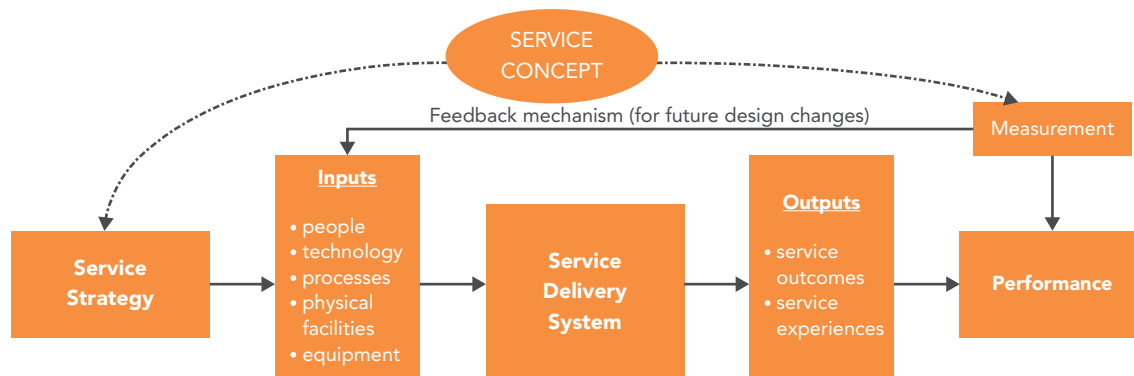 SERVICE
CONCEPT
Feedback mechanism (for future design changes)
Measurement
Service
Strategy
Inputs
• people
• technology
• processes
• physical
facilities
• equipment
Service
Delivery
System
Outputs
• service
outcomes
• service
experiences
Performance